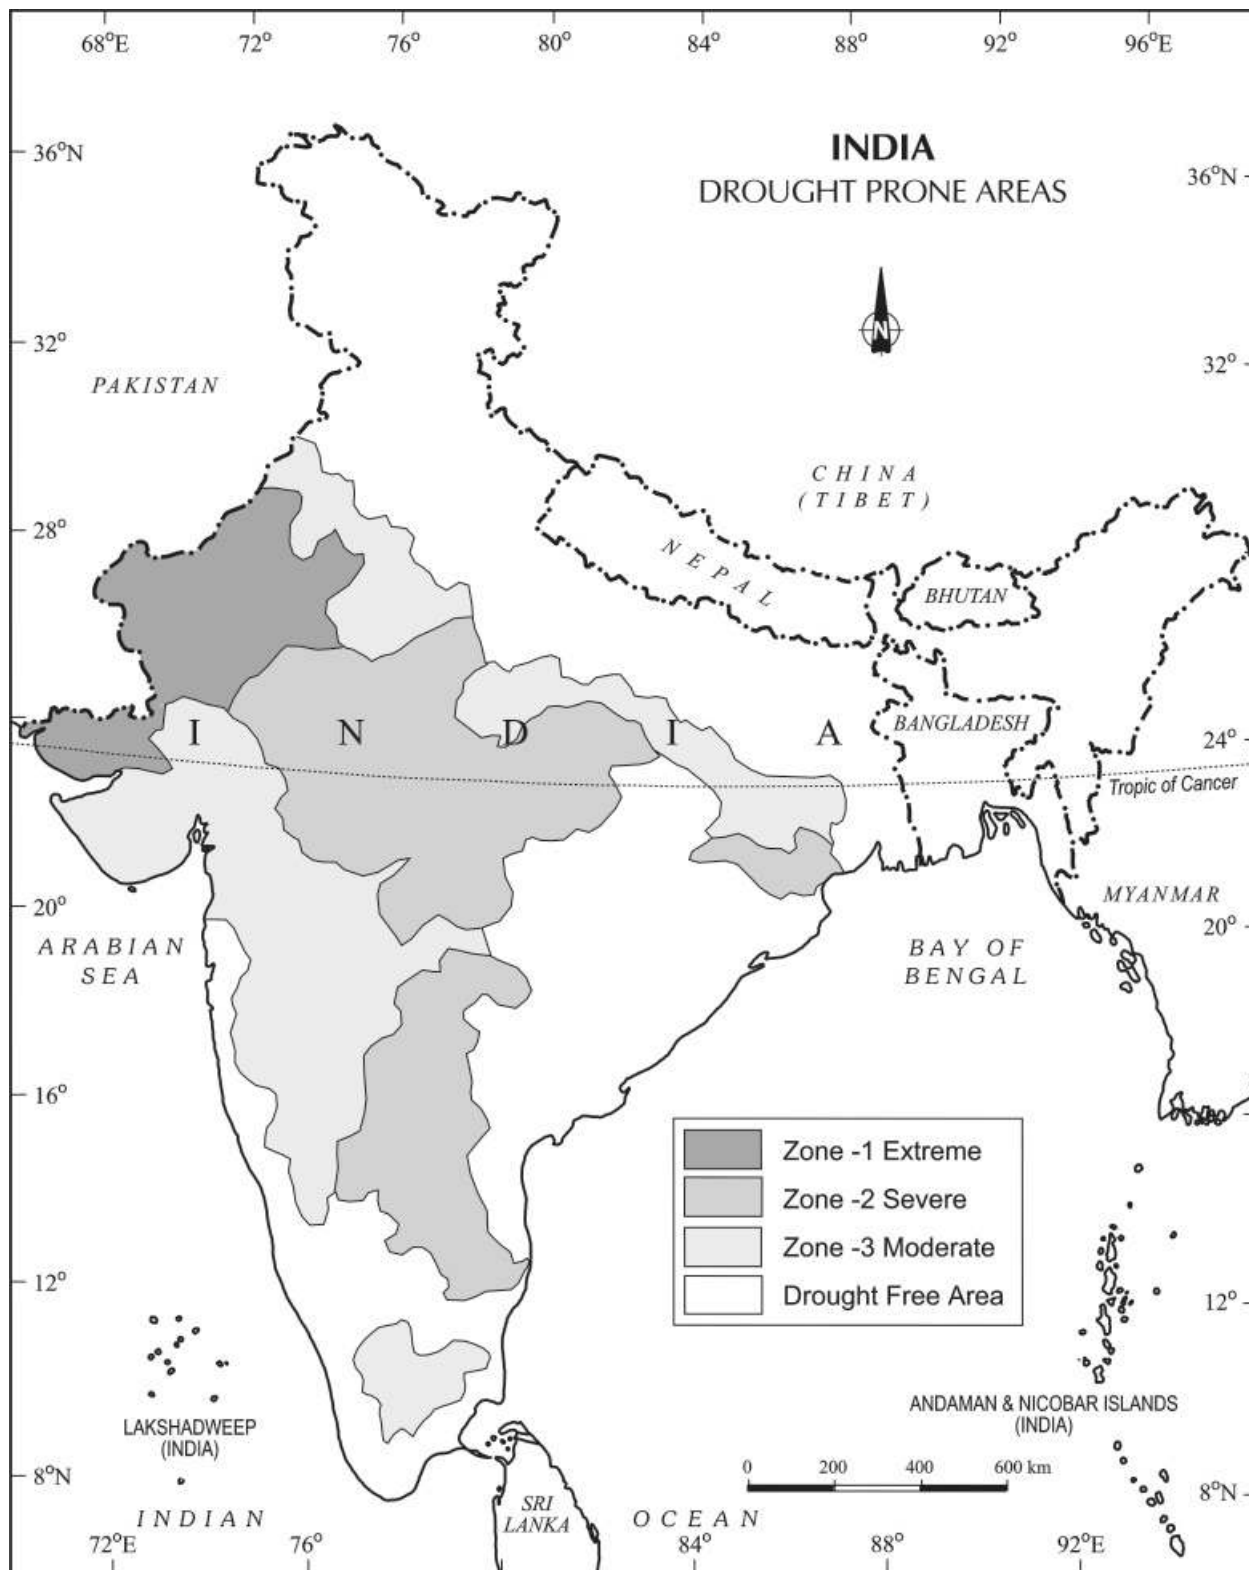 68°E 72° 76° 80° 84° 88° 92° 96°E
36°N
INDIA
DROUGHT PRONE AREAS
36°N
N
32°
32°
PAKISTAN
CHINA
(TIBET)
28°
NEPAL
BHUTAN
I N D I A
BANGLADESH
24°
Tropic of Cancer
MYANMAR
20°
20°
ARABIAN
SEA
BAY OF
BENGAL
16°
Zone -1 Extreme
Zone -2 Severe
Zone -3 Moderate
Drought Free Area
12°
12°
LAKSHADWEEP
(INDIA)
ANDAMAN & NICOBAR ISLANDS
(INDIA)
0 200 400 600 km
8°N
8°N
SRI
LANKA
INDIAN OCEAN
72°E 76° 84° 88° 92°E